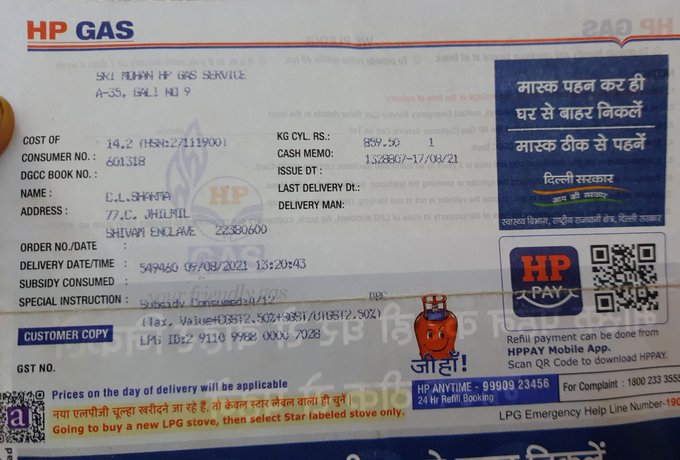 HP GAS
HP GAS
SRI MOHAN HP GAS SERVICE
A-35, GALI NO 9
COST OF : 14.2 (HSN:27111900) KG CYL. RS.: 859.50 1
CONSUMER NO. : 601318 CASH MEMO: 1328807-17/08/21
DGCC BOOK NO.: ISSUE DT :
NAME : C.L.SHARMA LAST DELIVERY Dt.:
ADDRESS : 77,C. JHILMIL DELIVERY MAN:
SHIVAM ENCLAVE 22380600
ORDER NO./DATE :
DELIVERY DATE/TIME : 549460 09/08/2021 13:20:43
SUBSIDY CONSUMED :
SPECIAL INSTRUCTION : Subsidy Consumed:4/12
(Tax. Value+CGST2.50%+SGST/UTGST2.50%)
CUSTOMER COPY LPG ID:2 9110 9988 0000 7028
GST NO.
Prices on the day of delivery will be applicable
नया एलपीजी चूल्हा खरीदने जा रहे हैं, तो केवल स्टार लेबल वाला ही चुनें।
Going to buy a new LPG stove, then select Star labeled stove only.
HP
your friendly gas
मास्क पहन कर ही
घर से बाहर निकलें
मास्क ठीक से पहनें
दिल्ली सरकार
आप की सरकार
स्वास्थ्य विभाग, राष्ट्रीय राजधानी क्षेत्र, दिल्ली सरकार
HP
PAY
Refill payment can be done from
HPPAY Mobile App.
Scan QR Code to download HPPAY.
जीहाँ!
HP ANYTIME - 99909 23456
24 Hr Refill Booking
For Complaint : 1800 233 3555
LPG Emergency Help Line Number-190
a